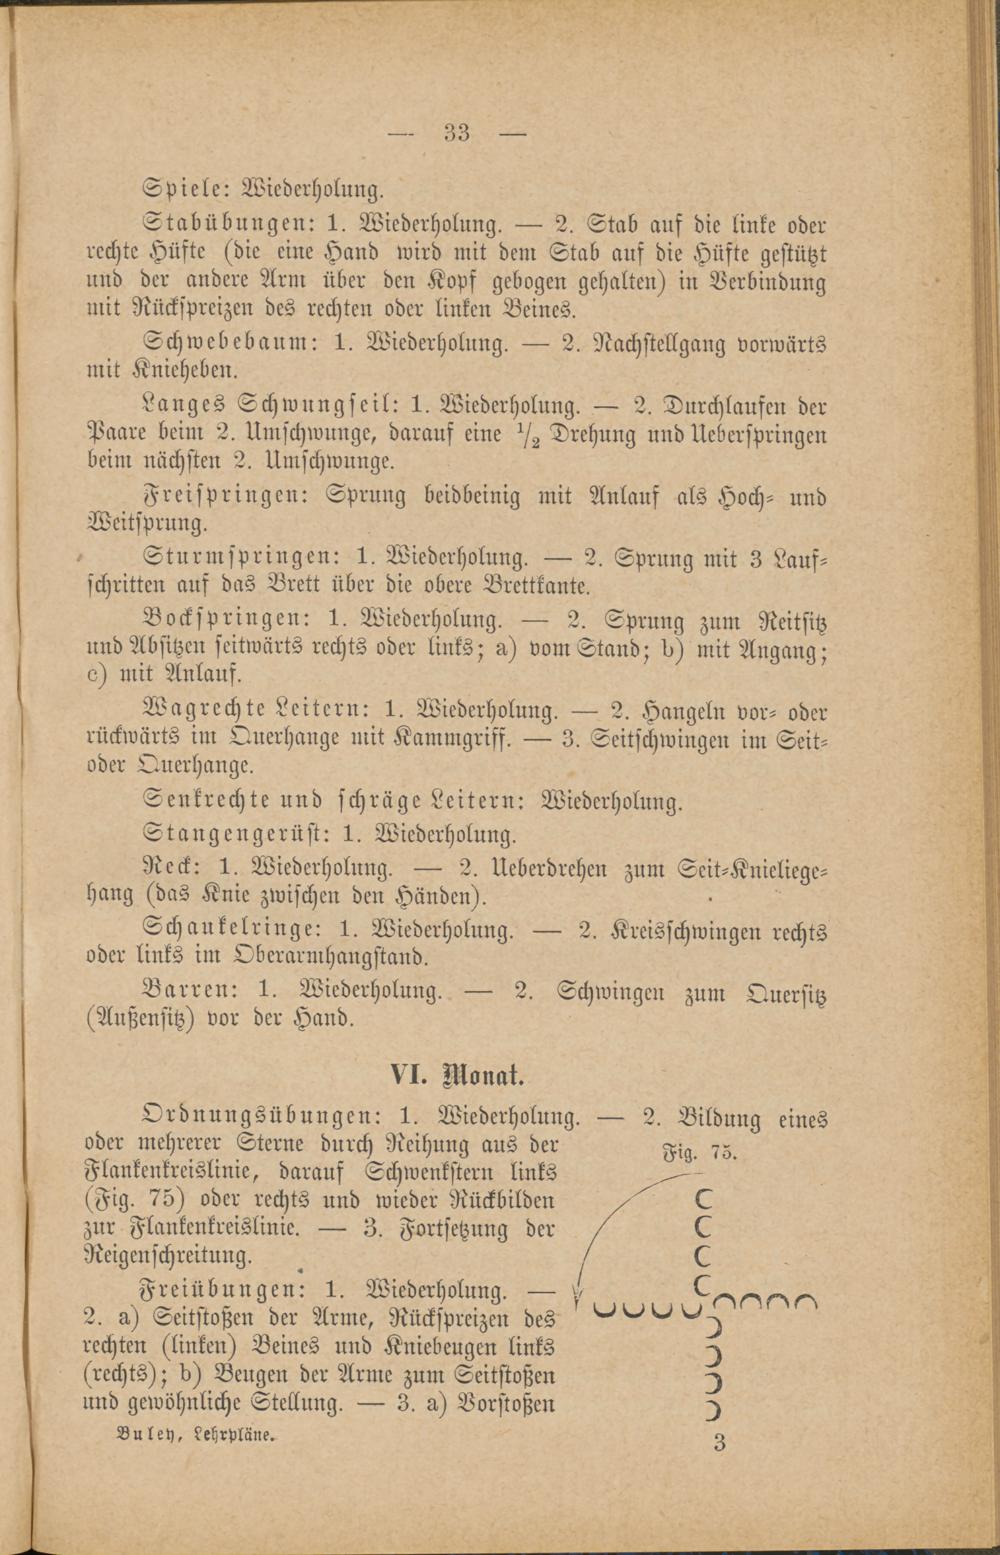 — 33 —
Spiele: Wiederholung.
Stabübungen: 1. Wiederholung. — 2. Stab auf die linke oder
rechte Hüfte (die eine Hand wird mit dem Stab auf die Hüfte gestützt
und der andere Arm über den Kopf gebogen gehalten) in Verbindung
mit Rückspreizen des rechten oder linken Beines.
Schwebebaum: 1. Wiederholung. — 2. Nachstellgang vorwärts
mit Knieheben.
Langes Schwungseil: 1. Wiederholung. — 2. Durchlaufen der
Paare beim 2. Umschwunge, darauf eine 1/2 Drehung und Ueberspringen
beim nächsten 2. Umschwunge.
Freispringen: Sprung beidbeinig mit Anlauf als Hoch- und
Weitsprung.
Sturmspringen: 1. Wiederholung. — 2. Sprung mit 3 Lauf-
schritten auf das Brett über die obere Brettkante.
Bockspringen: 1. Wiederholung. — 2. Sprung zum Reitsitz
und Absitzen seitwärts rechts oder links; a) vom Stand; b) mit Angang;
c) mit Anlauf.
Wagrechte Leitern: 1. Wiederholung. — 2. Hangeln vor- oder
rückwärts im Querhange mit Kammgriff. — 3. Seitschwingen im Seit-
oder Querhange.
Senkrechte und schräge Leitern: Wiederholung.
Stangengerüst: 1. Wiederholung.
Reck: 1. Wiederholung. — 2. Ueberdrehen zum Seit-Knieliege-
hang (das Knie zwischen den Händen).
Schaukelringe: 1. Wiederholung. — 2. Kreisschwingen rechts
oder links im Oberarmhangstand.
Barren: 1. Wiederholung. — 2. Schwingen zum Quersitz
(Außensitz) vor der Hand.
VI. Monat.
Ordnungsübungen: 1. Wiederholung. — 2. Bildung eines
oder mehrerer Sterne durch Reihung aus der
Flankenkreislinie, darauf Schwenkstern links
(Fig. 75) oder rechts und wieder Rückbilden
zur Flankenkreislinie. — 3. Fortsetzung der
Reigenschreitung.
Fig. 75.
Freiübungen: 1. Wiederholung. —
2. a) Seitstoßen der Arme, Rückspreizen des
rechten (linken) Beines und Kniebeugen links
(rechts); b) Beugen der Arme zum Seitstoßen
und gewöhnliche Stellung. — 3. a) Vorstoßen
Buley, Lehrpläne.
3